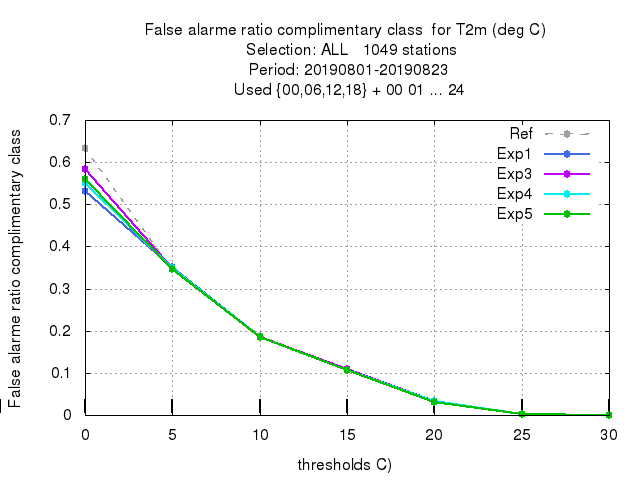 False alarme ratio complimentary class  for T2m (deg C)
Selection: ALL   1049 stations
Period: 20190801-20190823
Used {00,06,12,18} + 00 01 ... 24
False alarme ratio complimentary class
0.7
0.6
0.5
0.4
0.3
0.2
0.1
0
Ref
Exp1
Exp3
Exp4
Exp5
0 5 10 15 20 25 30
thresholds C)